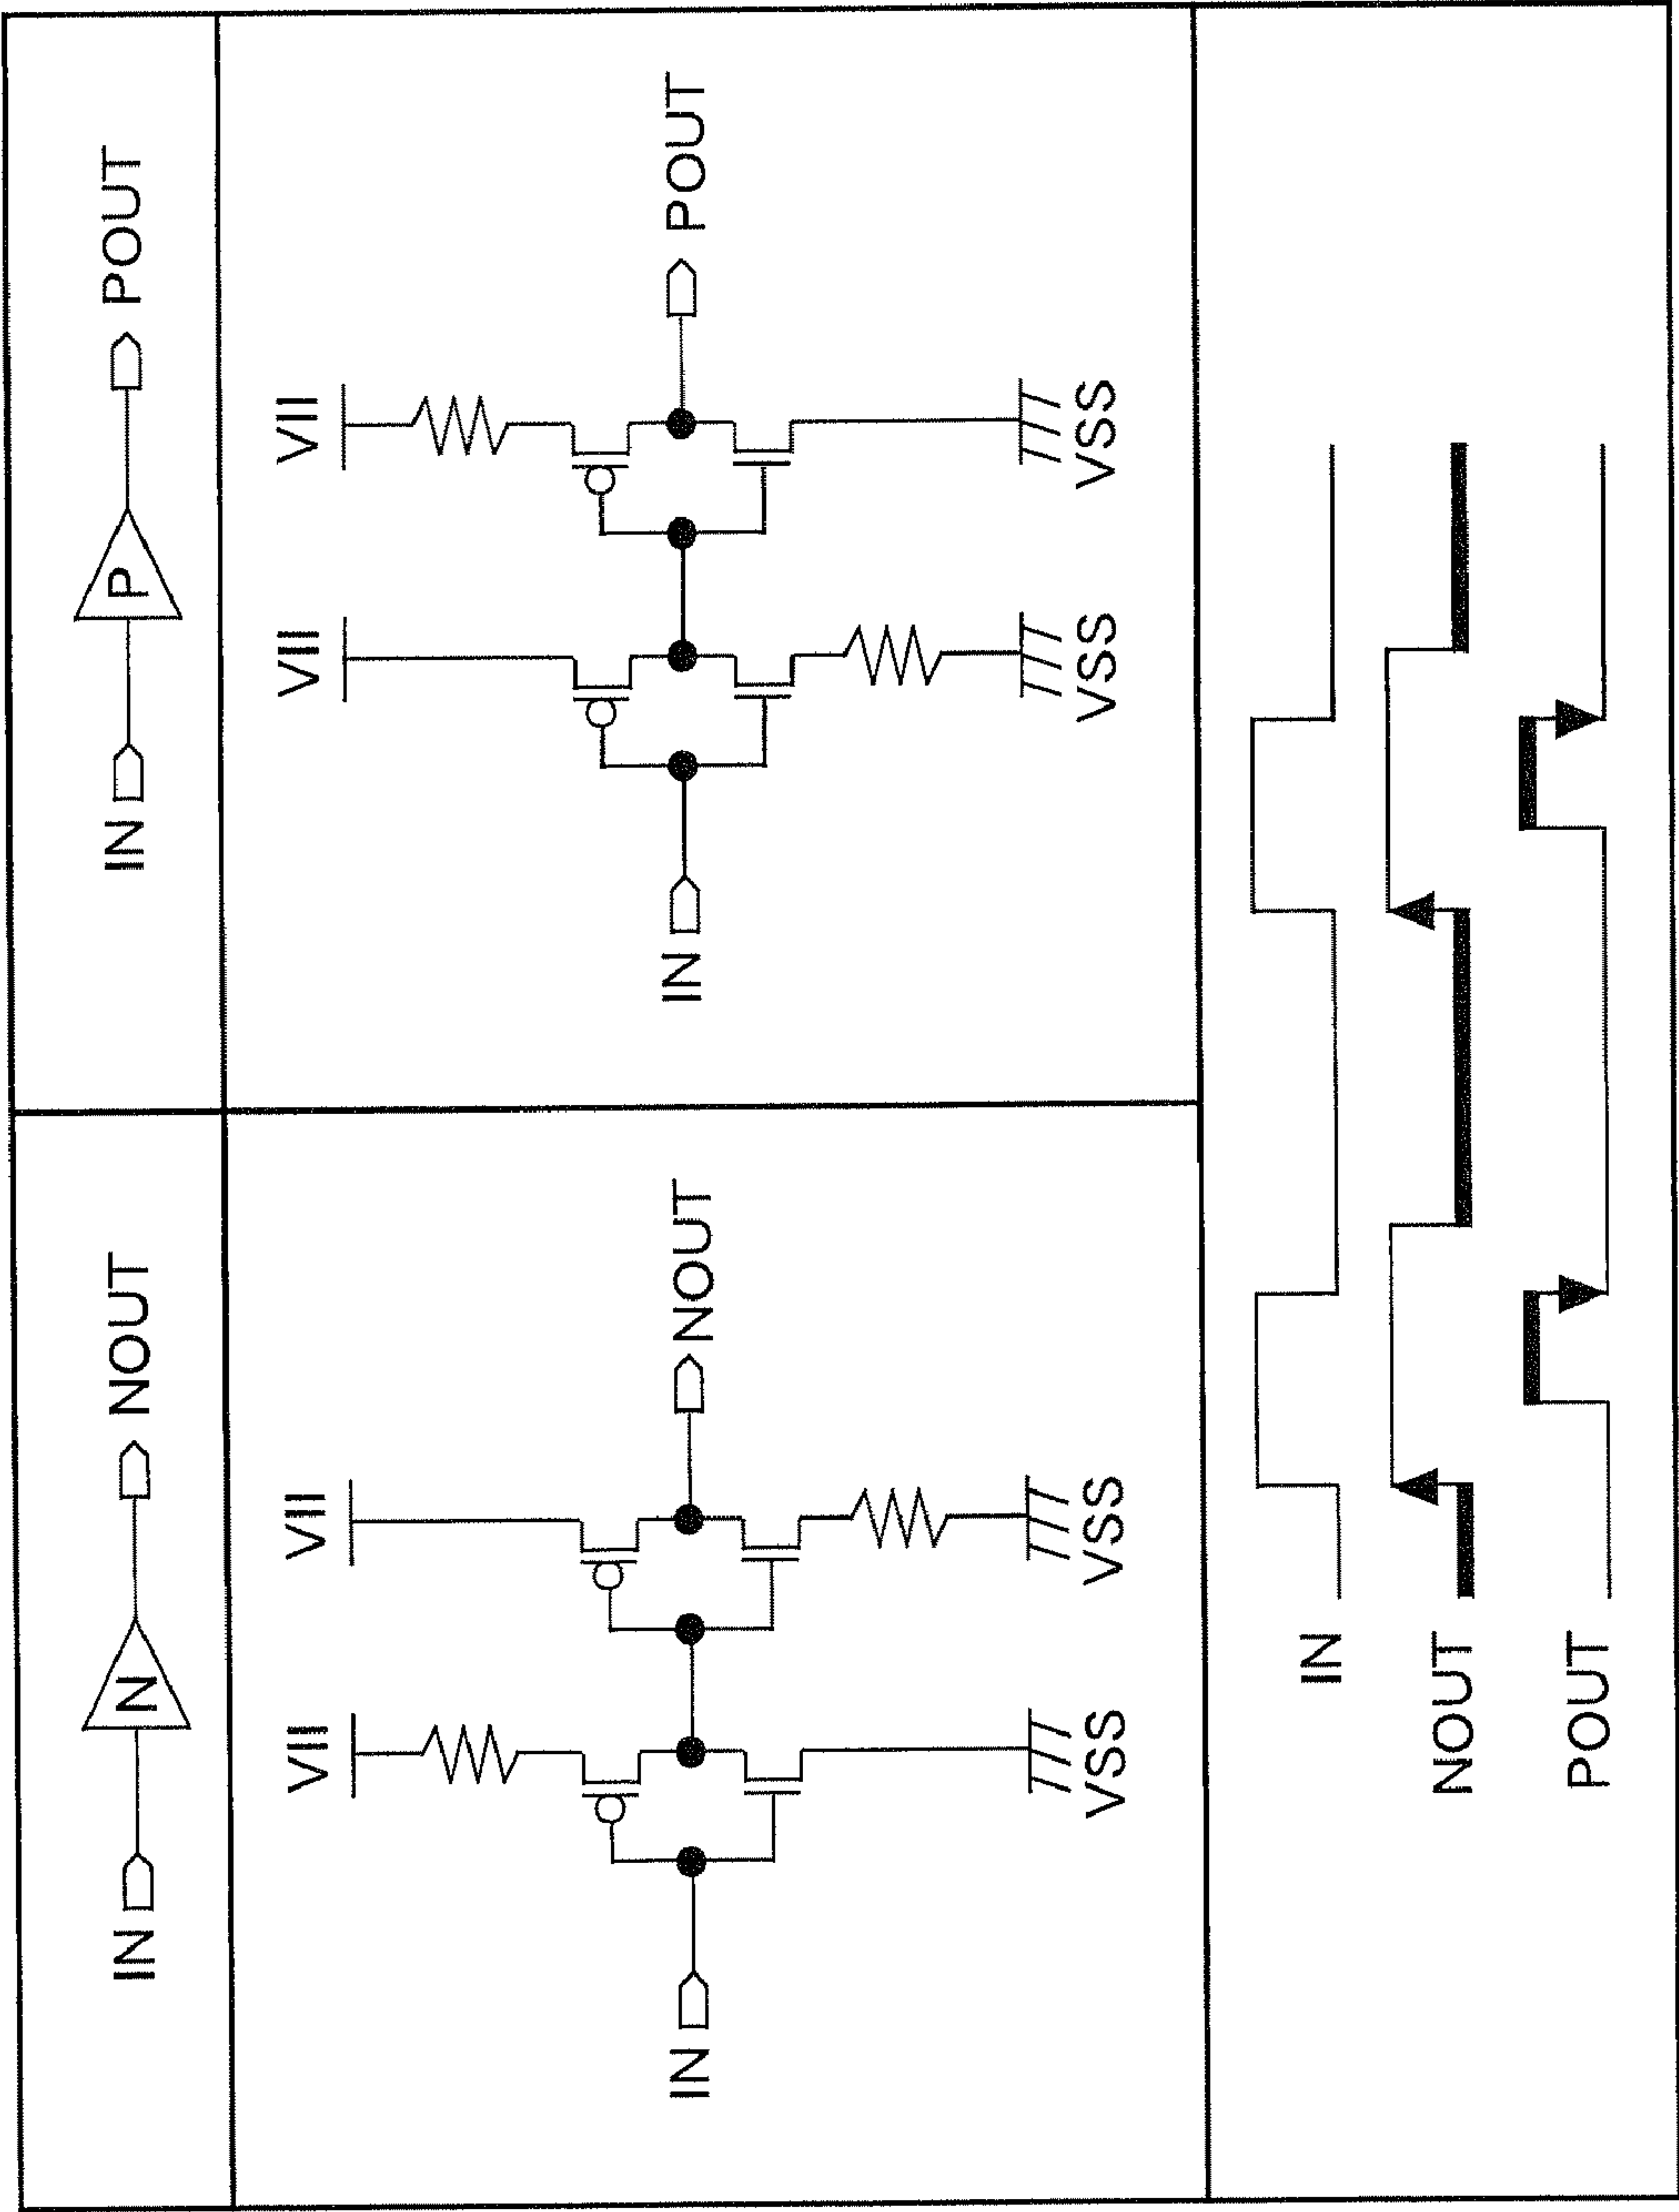 IN N NOUT
IN P POUT
VII VII
IN NOUT
VSS VSS
VII VII
IN POUT
VSS VSS
IN
NOUT
POUT